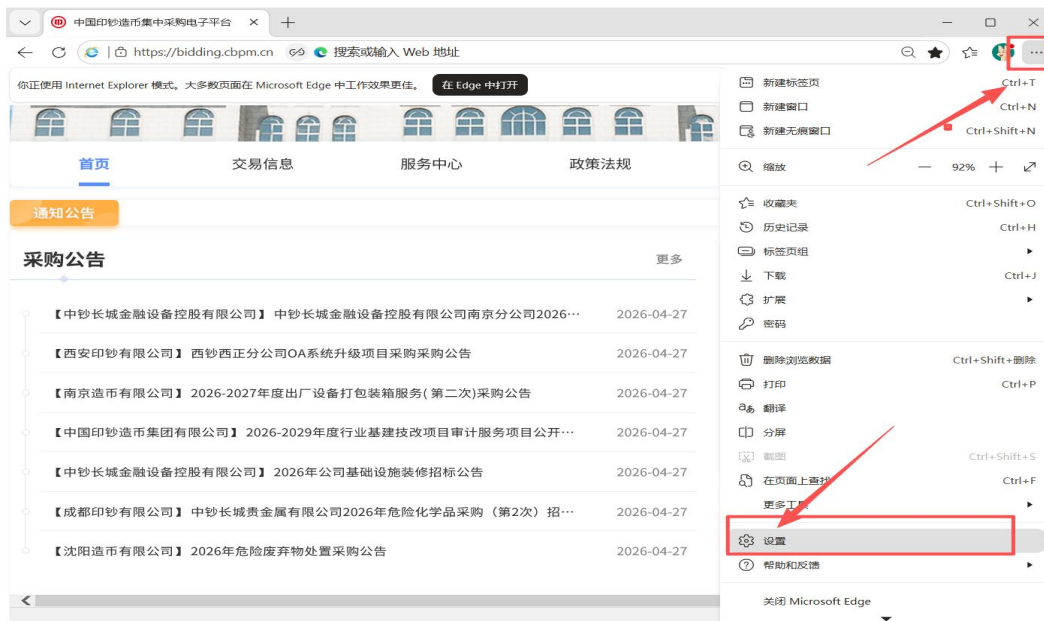 中国印钞造币集中采购电子平台
https://bidding.cbpm.cn 搜索或输入 Web 地址
你正使用 Internet Explorer 模式。大多数页面在 Microsoft Edge 中工作效果更佳。 在 Edge 中打开
首页 交易信息 服务中心 政策法规
通知公告
采购公告 更多
【中钞长城金融设备控股有限公司】 中钞长城金融设备控股有限公司南京分公司2026··· 2026-04-27
【西安印钞有限公司】 西钞西正分公司OA系统升级项目采购采购公告 2026-04-27
【南京造币有限公司】 2026-2027年度出厂设备打包装箱服务( 第二次)采购公告 2026-04-27
【中国印钞造币集团有限公司】 2026-2029年度行业基建技改项目审计服务项目公开··· 2026-04-27
【中钞长城金融设备控股有限公司】 2026年公司基础设施装修招标公告 2026-04-27
【成都印钞有限公司】 中钞长城贵金属有限公司2026年危险化学品采购（第2次）招··· 2026-04-27
【沈阳造币有限公司】 2026年危险废弃物处置采购公告 2026-04-27
新建标签页 Ctrl+T
新建窗口 Ctrl+N
新建无痕窗口 Ctrl+Shift+N
缩放 — 92% +
收藏夹 Ctrl+Shift+O
历史记录 Ctrl+H
标签页组
下载 Ctrl+J
扩展
密码
删除浏览数据 Ctrl+Shift+删除
打印 Ctrl+P
翻译
分屏
截图 Ctrl+Shift+S
在页面上查找 Ctrl+F
更多工具
设置
帮助和反馈
关闭 Microsoft Edge